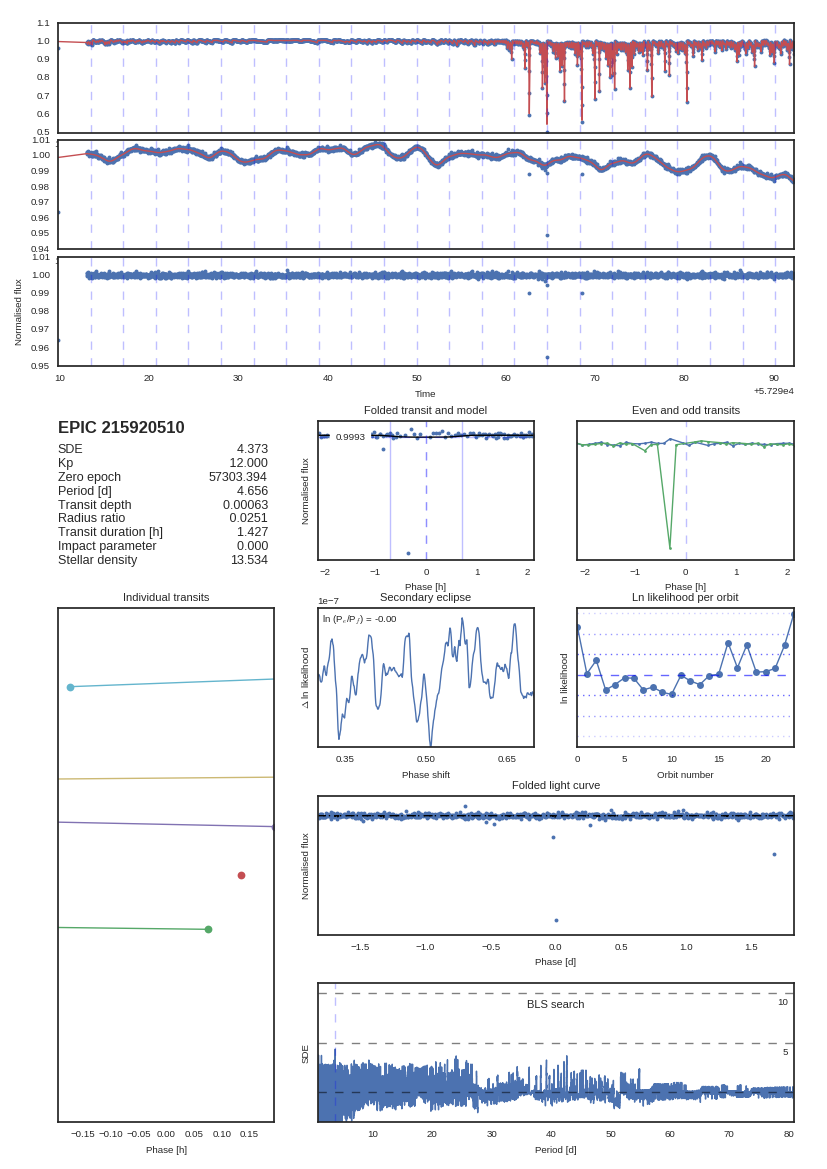 1.1
1.0
0.9
0.8
0.7
0.6
0.5
1.01
1.00
0.99
0.98
0.97
0.96
0.95
0.94
1.01
1.00
0.99
0.98
0.97
0.96
0.95
Normalised flux
10 20 30 40 50 60 70 80 90
Time
+5.729e4
EPIC 215920510
SDE 4.373
Kp 12.000
Zero epoch 57303.394
Period [d] 4.656
Transit depth 0.00063
Radius ratio 0.0251
Transit duration [h] 1.427
Impact parameter 0.000
Stellar density 13.534
Folded transit and model
0.9993
Normalised flux
−2 −1 0 1 2
Phase [h]
Even and odd transits
−2 −1 0 1 2
Phase [h]
Individual transits
−0.15 −0.10 −0.05 0.00 0.05 0.10 0.15
Phase [h]
Secondary eclipse
1e−7
ln (Pₑ/P𝒻) = -0.00
Δ ln likelihood
0.35 0.50 0.65
Phase shift
Ln likelihood per orbit
ln likelihood
0 5 10 15 20
Orbit number
Folded light curve
Normalised flux
−1.5 −1.0 −0.5 0.0 0.5 1.0 1.5
Phase [d]
BLS search
10
5
SDE
10 20 30 40 50 60 70 80
Period [d]